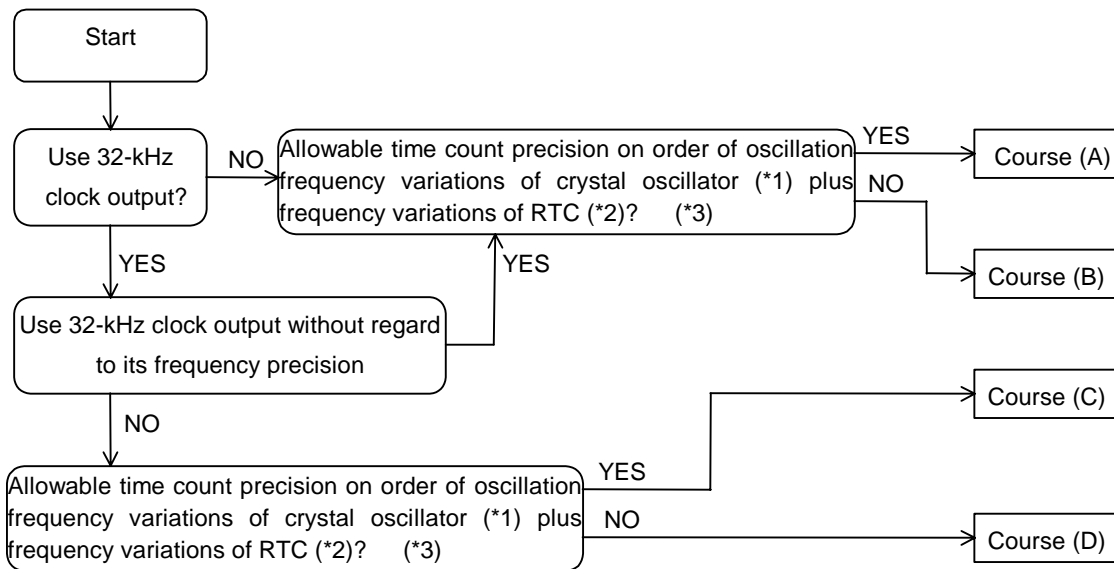 Start
Use 32-kHz
clock output?
NO
Allowable time count precision on order of oscillation
frequency variations of crystal oscillator (*1) plus
frequency variations of RTC (*2)? (*3)
YES
Course (A)
NO
Course (B)
YES
YES
Use 32-kHz clock output without regard
to its frequency precision
Course (C)
NO
Allowable time count precision on order of oscillation
frequency variations of crystal oscillator (*1) plus
frequency variations of RTC (*2)? (*3)
YES
NO
Course (D)